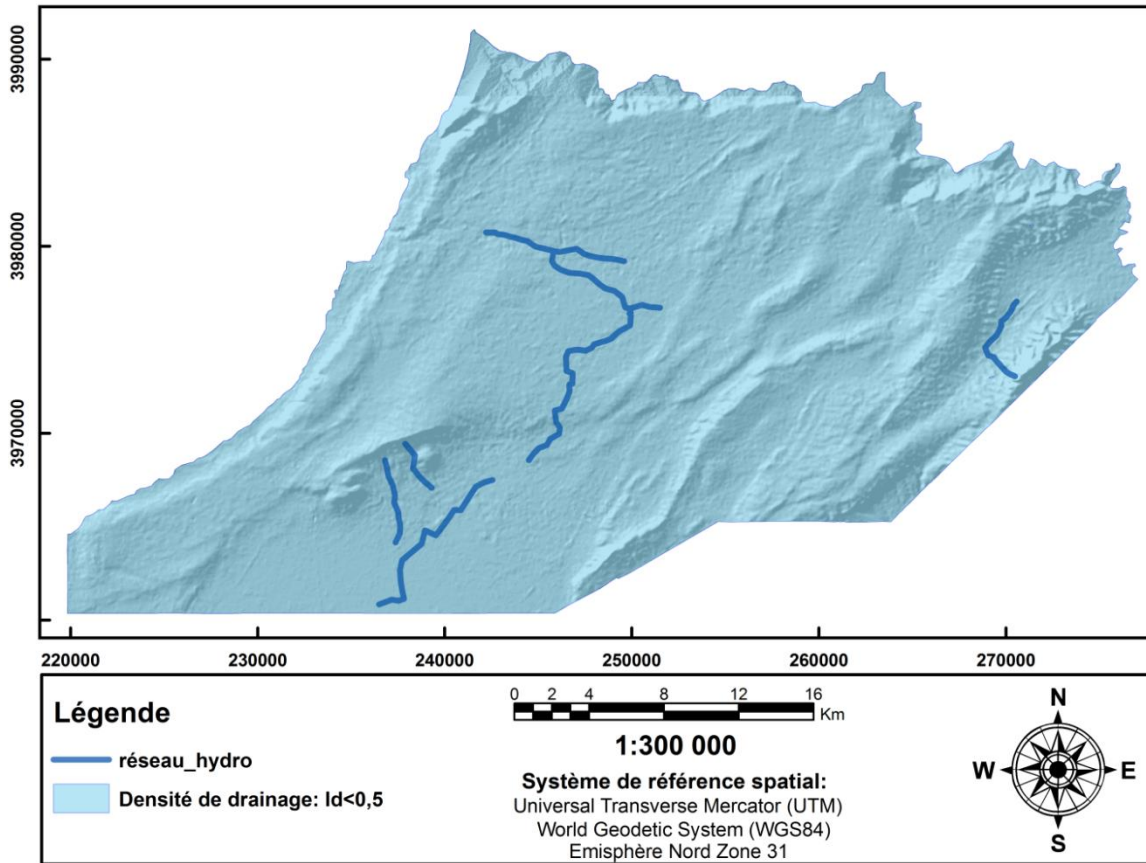 3990000
3980000
3970000
220000 230000 240000 250000 260000 270000
Légende
réseau_hydro
Densité de drainage: Id<0,5
0 2 4 8 12 16
Km
1:300 000
Système de référence spatial:
Universal Transverse Mercator (UTM)
World Geodetic System (WGS84)
Emisphère Nord Zone 31
N
W E
S